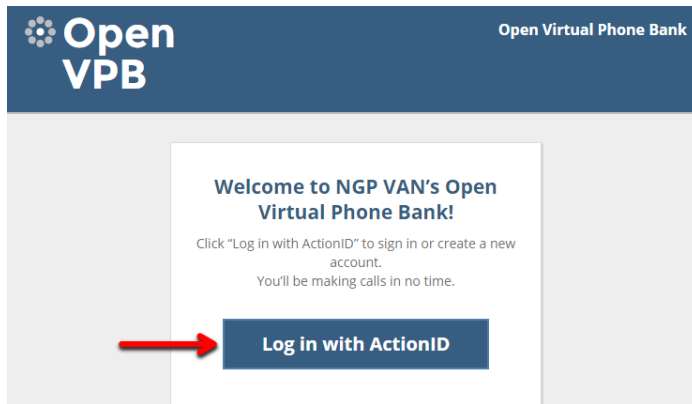 Open
VPB
Open Virtual Phone Bank
Welcome to NGP VAN’s Open
Virtual Phone Bank!
Click “Log in with ActionID” to sign in or create a new
account.
You’ll be making calls in no time.
Log in with ActionID